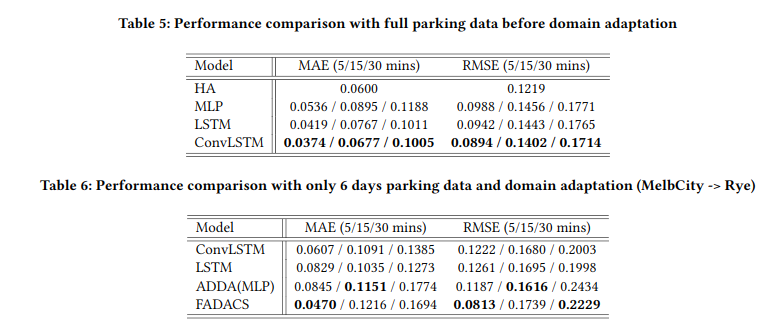 Table 5: Performance comparison with full parking data before domain adaptation
Model MAE (5/15/30 mins) RMSE (5/15/30 mins)
HA 0.0600 0.1219
MLP 0.0536 / 0.0895 / 0.1188 0.0988 / 0.1456 / 0.1771
LSTM 0.0419 / 0.0767 / 0.1011 0.0942 / 0.1443 / 0.1765
ConvLSTM 0.0374 / 0.0677 / 0.1005 0.0894 / 0.1402 / 0.1714
Table 6: Performance comparison with only 6 days parking data and domain adaptation (MelbCity -> Rye)
Model MAE (5/15/30 mins) RMSE (5/15/30 mins)
ConvLSTM 0.0607 / 0.1091 / 0.1385 0.1222 / 0.1680 / 0.2003
LSTM 0.0829 / 0.1035 / 0.1273 0.1261 / 0.1695 / 0.1998
ADDA(MLP) 0.0845 / 0.1151 / 0.1774 0.1187 / 0.1616 / 0.2434
FADACS 0.0470 / 0.1216 / 0.1694 0.0813 / 0.1739 / 0.2229